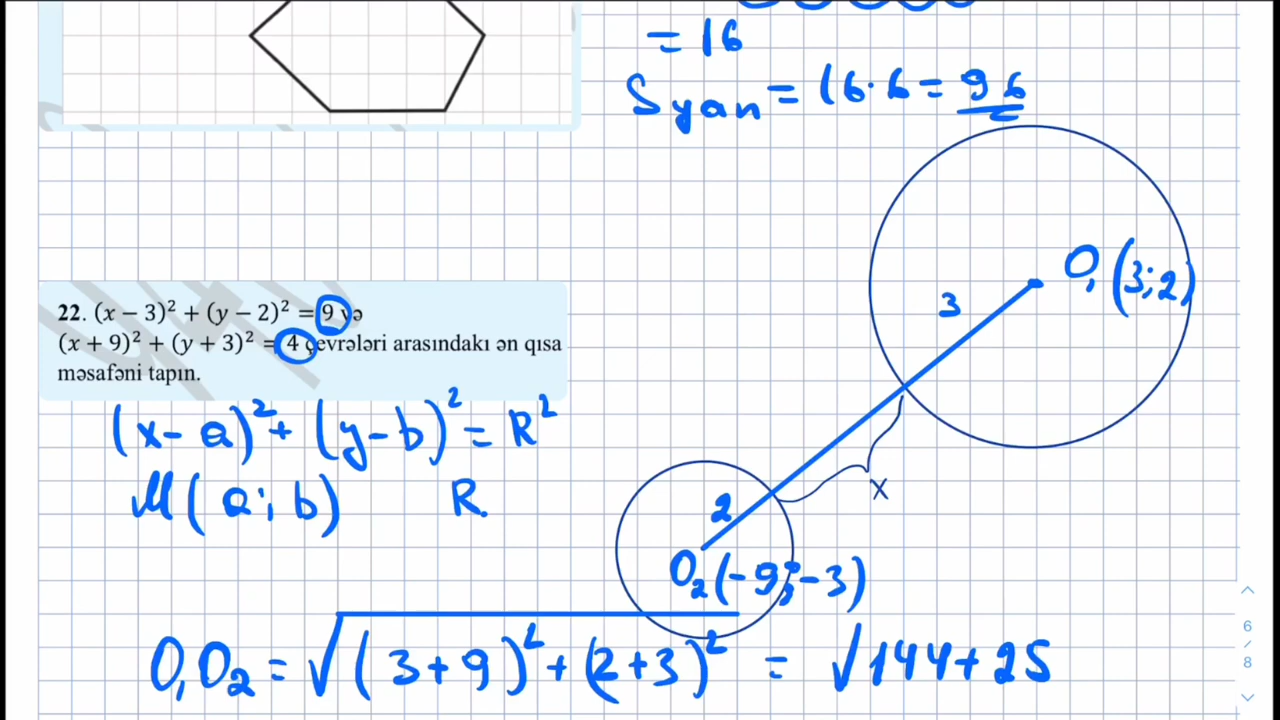 = 16
Syan = 16·6 = 96
22. (x − 3)² + (y − 2)² = 9 və
(x + 9)² + (y + 3)² = 4 çevrələri arasındakı ən qısa
məsafəni tapın.
(x − a)² + (y − b)² = R²
M(a; b) R
3
O₁(3;2)
x
2
O₂(−9; −3)
O₁O₂ = √(3+9)² + (2+3)² = √144+25
6
/
8